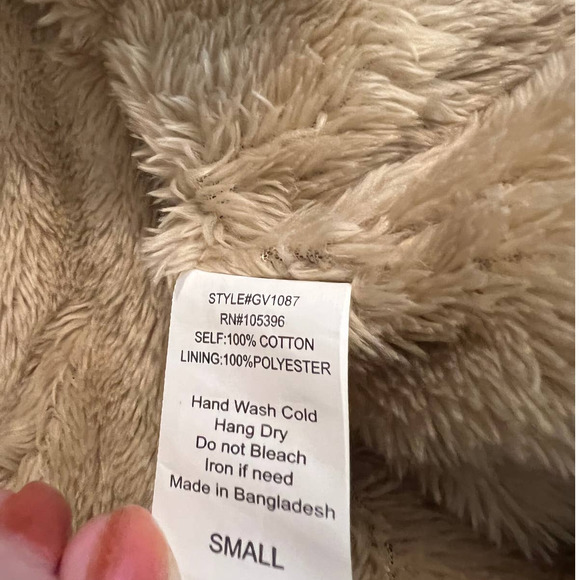 STYLE#GV1087
RN#105396
SELF:100% COTTON
LINING:100%POLYESTER
Hand Wash Cold
Hang Dry
Do not Bleach
Iron if need
Made in Bangladesh
SMALL